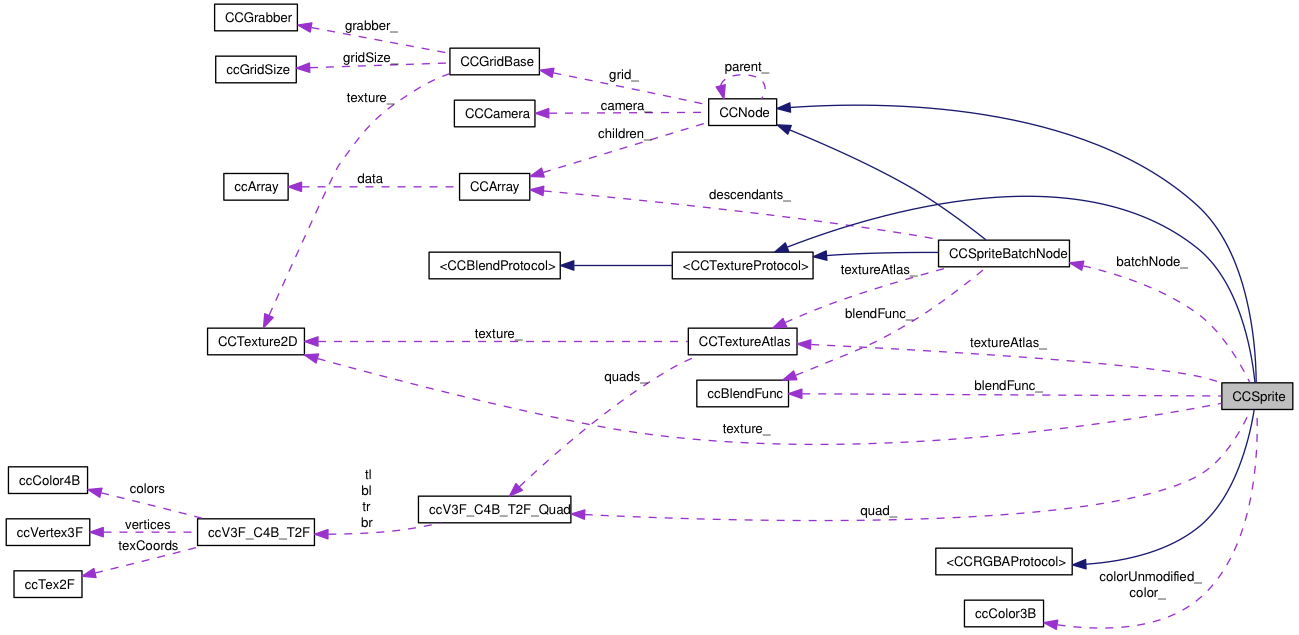 CCGrabber
grabber_
CCGridBase
gridSize_
ccGridSize
parent_
grid_
texture_
camera_
CCCamera
CCNode
children_
data
ccArray
CCArray
descendants_
<CCBlendProtocol>
<CCTextureProtocol>
CCSpriteBatchNode
batchNode_
textureAtlas_
blendFunc_
texture_
CCTexture2D
CCTextureAtlas
textureAtlas_
quads_
ccBlendFunc
blendFunc_
CCSprite
texture_
tl
bl
tr
br
ccColor4B
colors
ccV3F_C4B_T2F_Quad
quad_
vertices
ccVertex3F
ccV3F_C4B_T2F
texCoords
ccTex2F
<CCRGBAProtocol>
colorUnmodified_
color_
ccColor3B